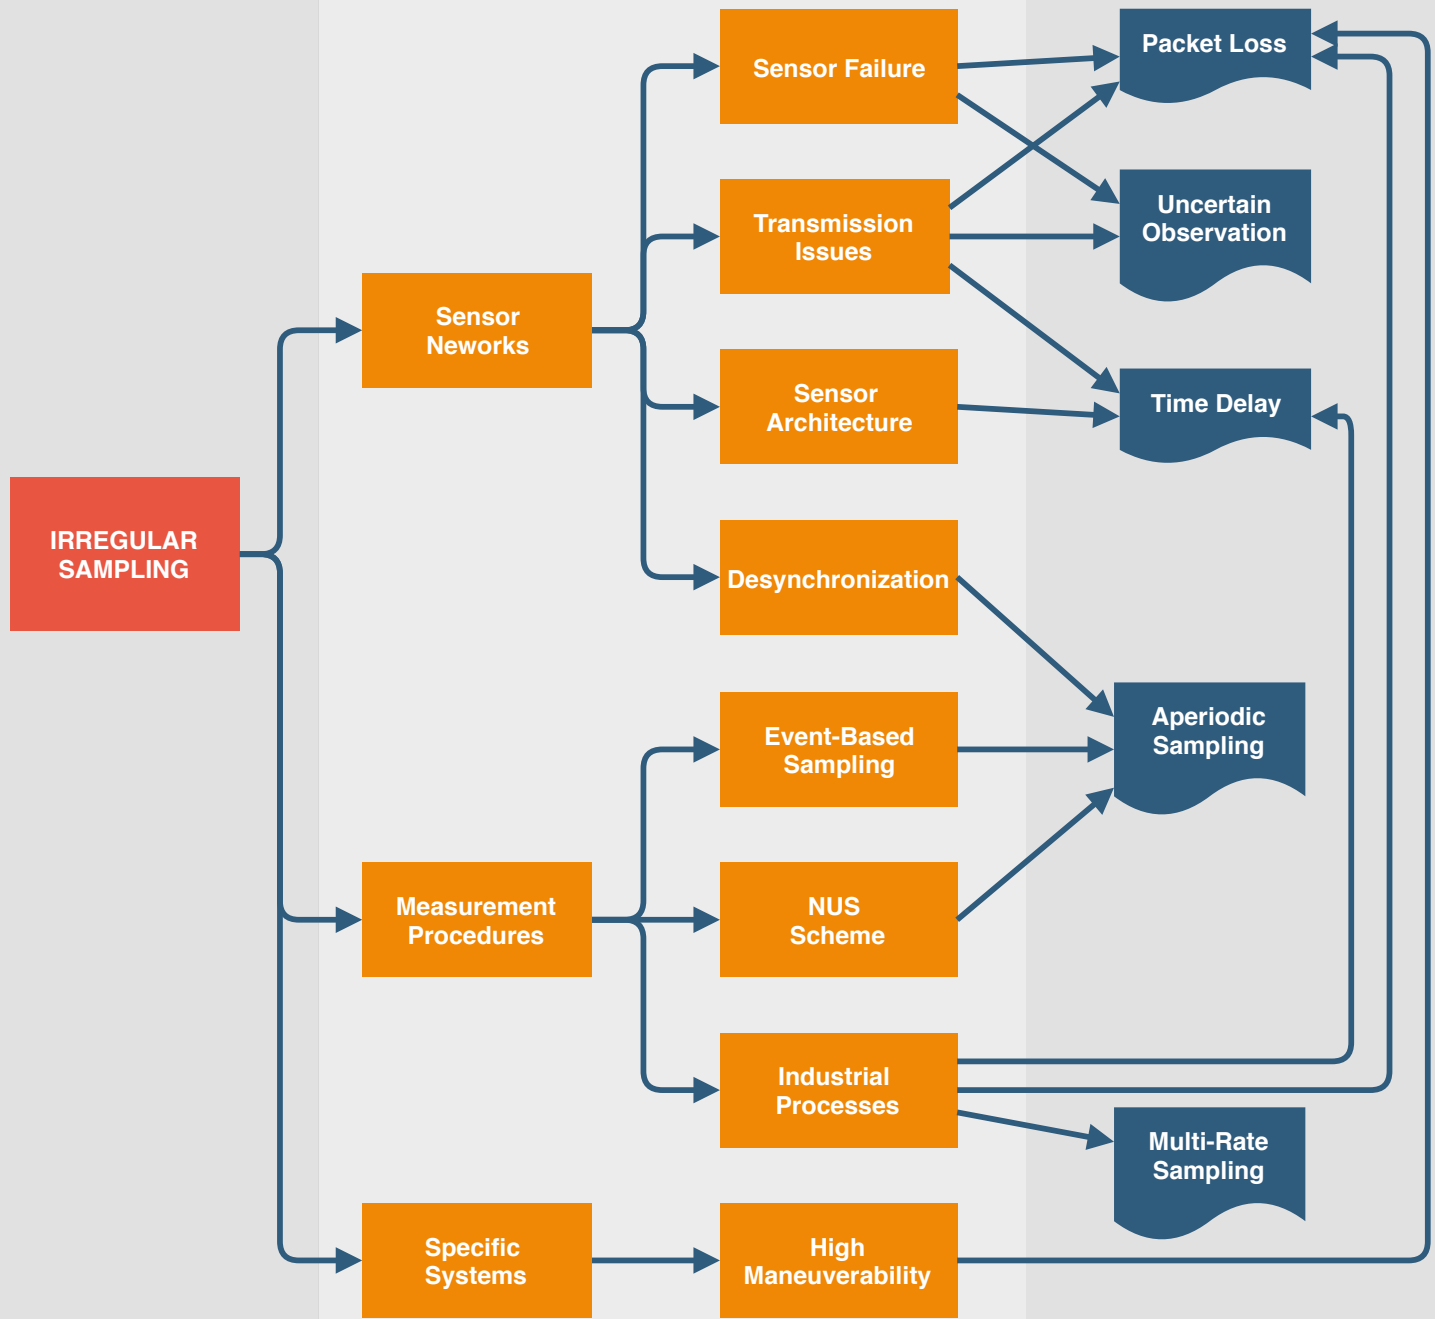 IRREGULAR
SAMPLING
Sensor
Neworks
Measurement
Procedures
Specific
Systems
Sensor Failure
Transmission
Issues
Sensor
Architecture
Desynchronization
Event-Based
Sampling
NUS
Scheme
Industrial
Processes
High
Maneuverability
Packet Loss
Uncertain
Observation
Time Delay
Aperiodic
Sampling
Multi-Rate
Sampling